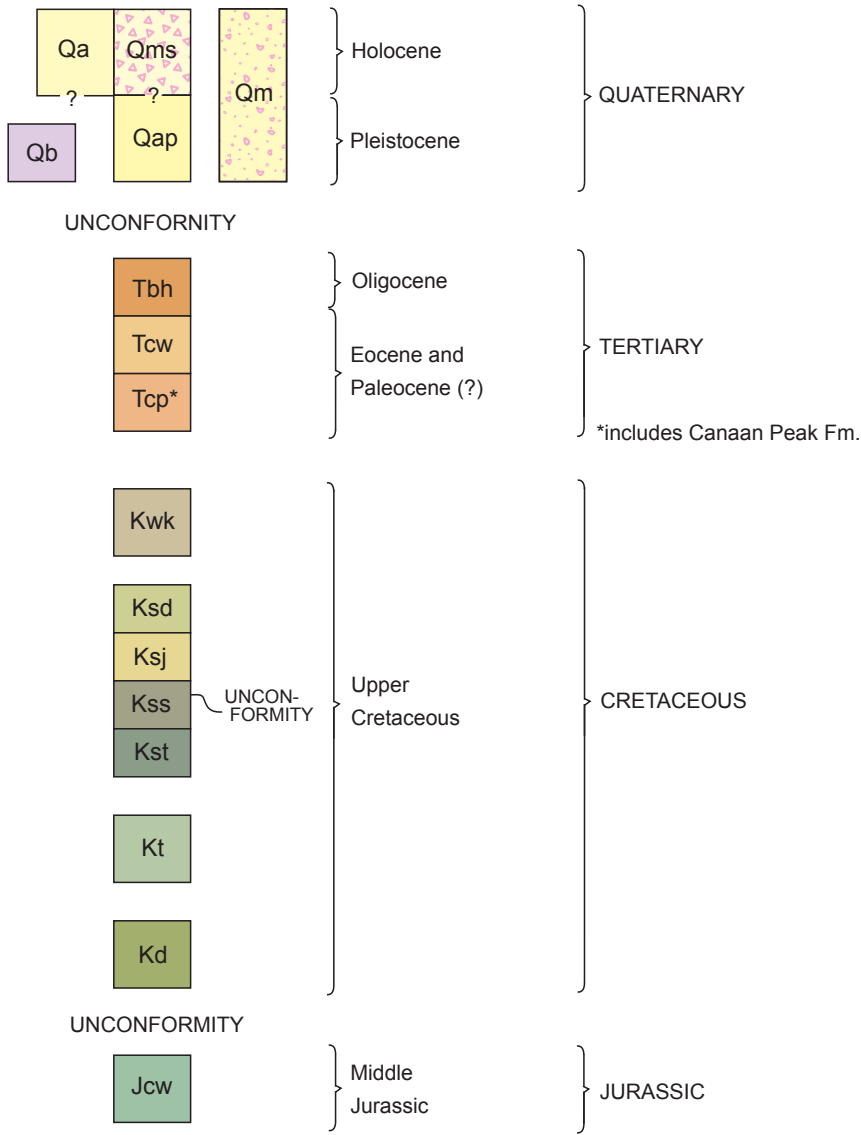 Qa
Qms
Qm
Holocene
?
?
QUATERNARY
Qb
Qap
Pleistocene
UNCONFORNITY
Tbh
Oligocene
Tcw
Eocene and
Paleocene (?)
TERTIARY
Tcp*
*includes Canaan Peak Fm.
Kwk
Ksd
Ksj
Kss
UNCON-
FORMITY
Upper
Cretaceous
CRETACEOUS
Kst
Kt
Kd
UNCONFORMITY
Jcw
Middle
Jurassic
JURASSIC